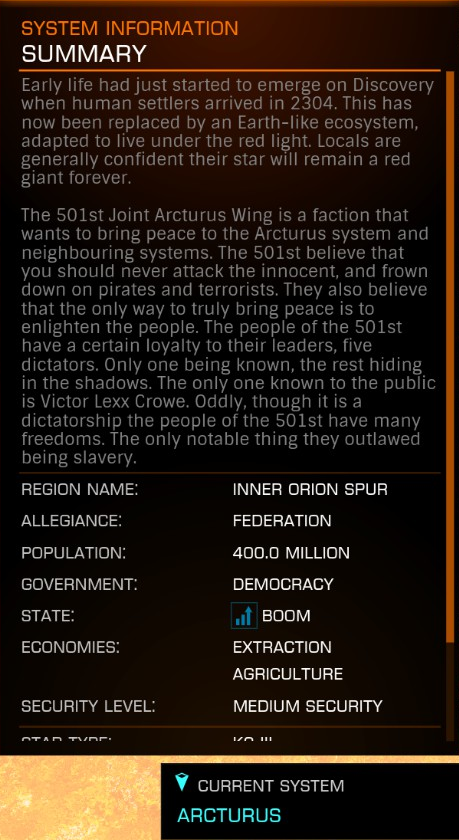 SYSTEM INFORMATION
SUMMARY
Early life had just started to emerge on Discovery
when human settlers arrived in 2304. This has
now been replaced by an Earth-like ecosystem,
adapted to live under the red light. Locals are
generally confident their star will remain a red
giant forever.
The 501st Joint Arcturus Wing is a faction that
wants to bring peace to the Arcturus system and
neighbouring systems. The 501st believe that
you should never attack the innocent, and frown
down on pirates and terrorists. They also believe
that the only way to truly bring peace is to
enlighten the people. The people of the 501st
have a certain loyalty to their leaders, five
dictators. Only one being known, the rest hiding
in the shadows. The only one known to the public
is Victor Lexx Crowe. Oddly, though it is a
dictatorship the people of the 501st have many
freedoms. The only notable thing they outlawed
being slavery.
REGION NAME: INNER ORION SPUR
ALLEGIANCE: FEDERATION
POPULATION: 400.0 MILLION
GOVERNMENT: DEMOCRACY
STATE: BOOM
ECONOMIES: EXTRACTION
AGRICULTURE
SECURITY LEVEL: MEDIUM SECURITY
STAR TYPE:
CURRENT SYSTEM
ARCTURUS